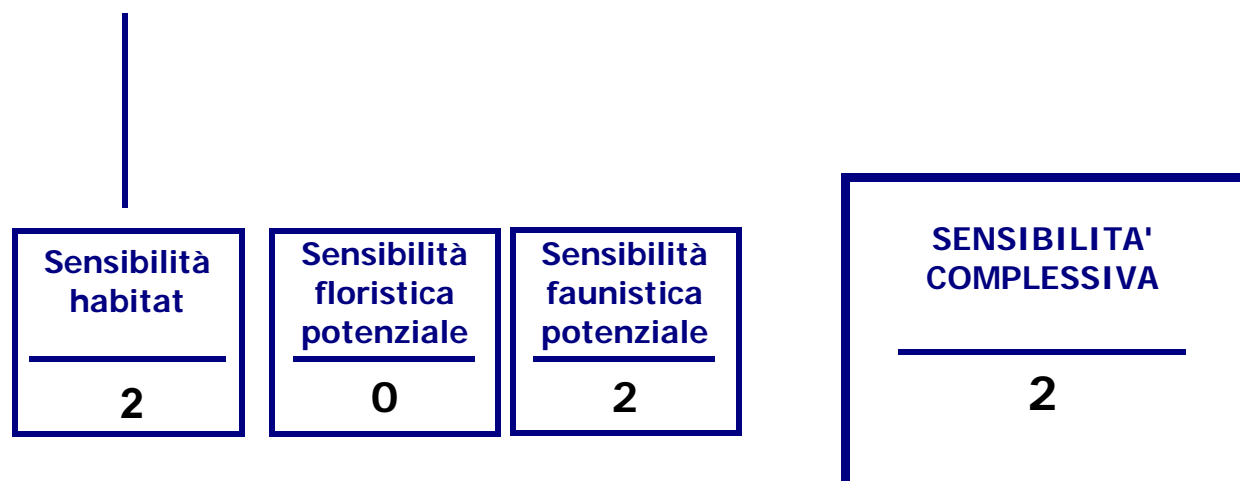 Sensibilità
habitat
2
Sensibilità
floristica
potenziale
0
Sensibilità
faunistica
potenziale
2
SENSIBILITA'
COMPLESSIVA
2